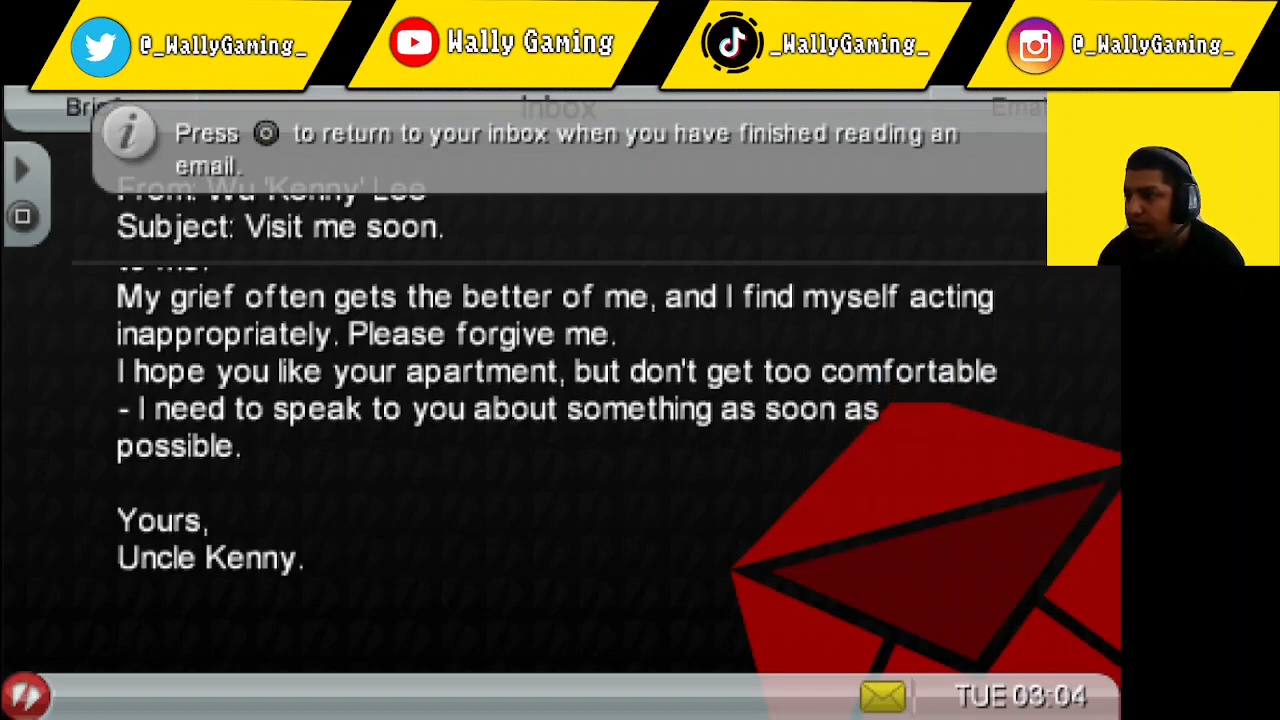 @_WallyGaming_
Wally Gaming
_WallyGaming_
@_WallyGaming_
Inbox
Press to return to your inbox when you have finished reading an
email.
From: Wu 'Kenny' Lee
Subject: Visit me soon.
to me.
My grief often gets the better of me, and I find myself acting
inappropriately. Please forgive me.
I hope you like your apartment, but don't get too comfortable
- I need to speak to you about something as soon as
possible.
Yours,
Uncle Kenny.
TUE 03:04